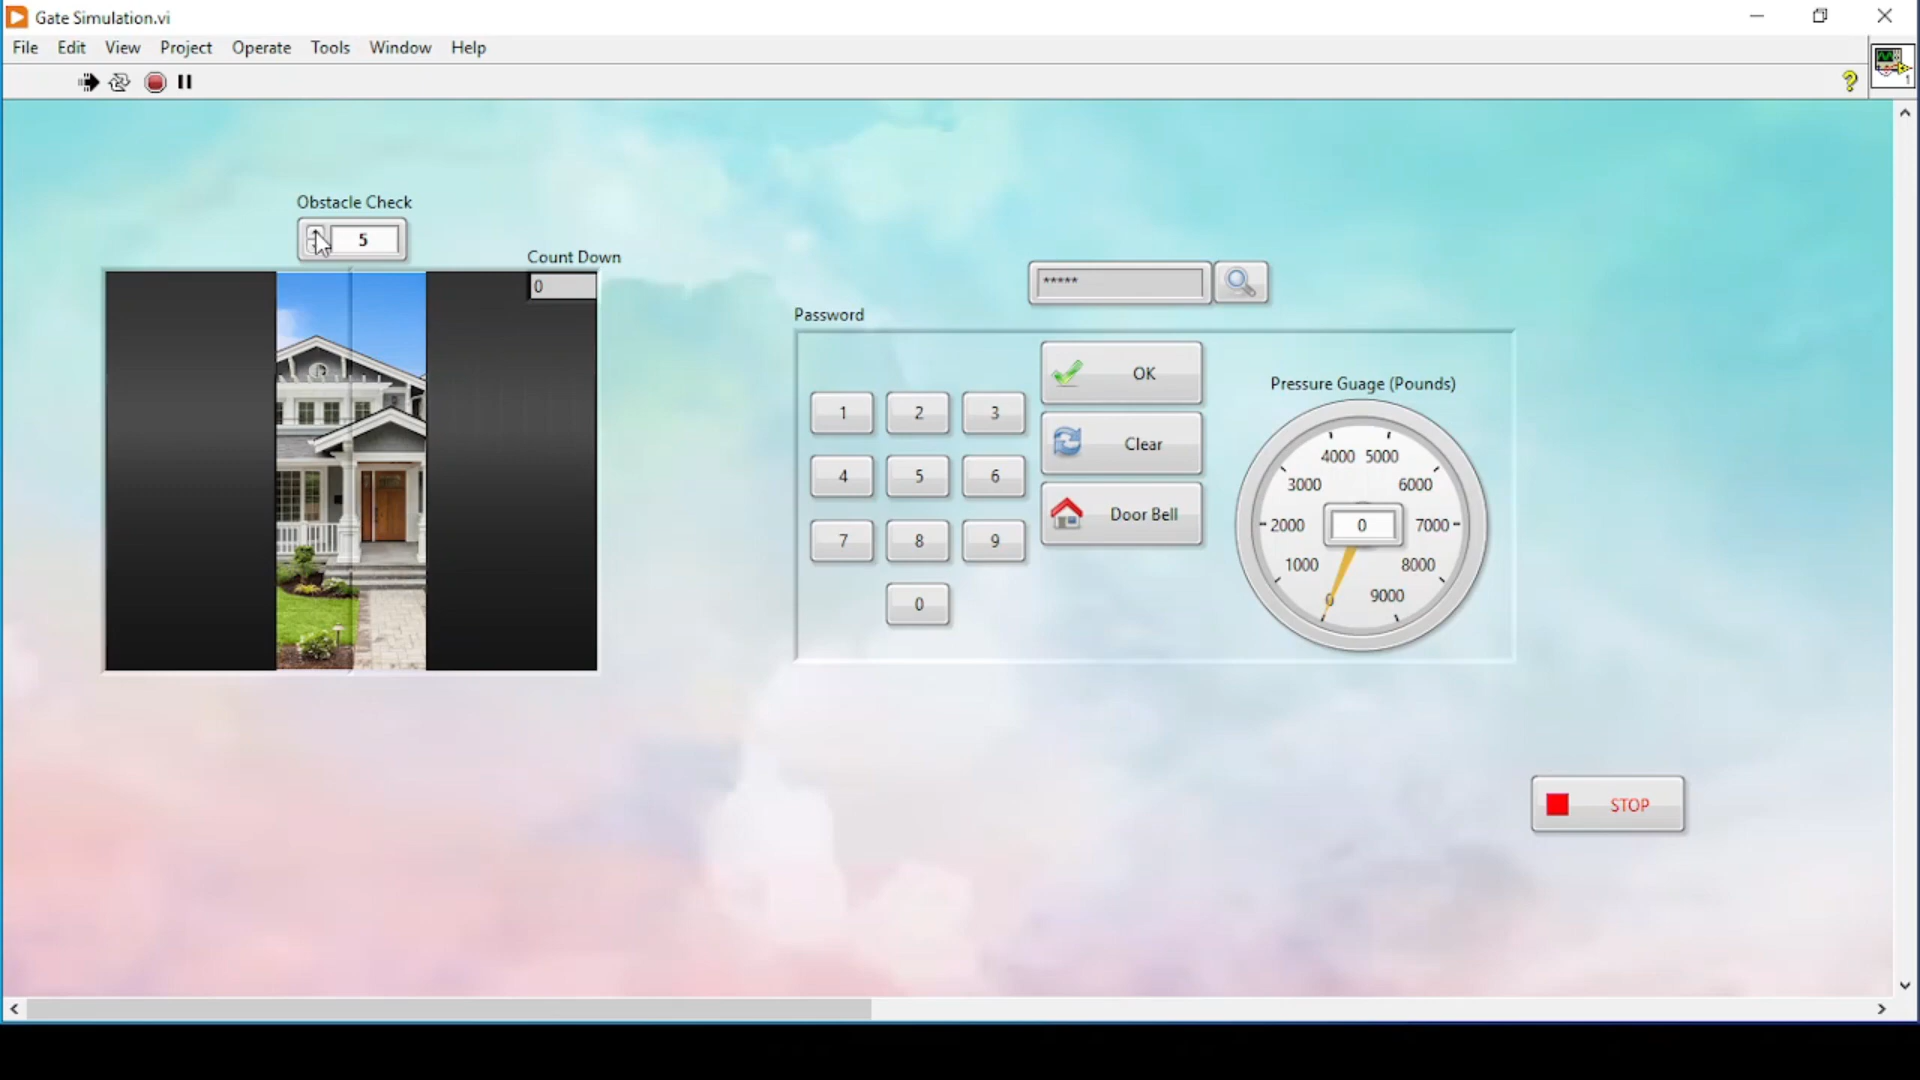 Gate Simulation.vi
File Edit View Project Operate Tools Window Help
?
1
Obstacle Check
5
Count Down
0
*****
Password
OK
1 2 3
Clear
4 5 6
Door Bell
7 8 9
0
Pressure Guage (Pounds)
4000 5000
3000 6000
2000 0 7000
1000 8000
0 9000
STOP